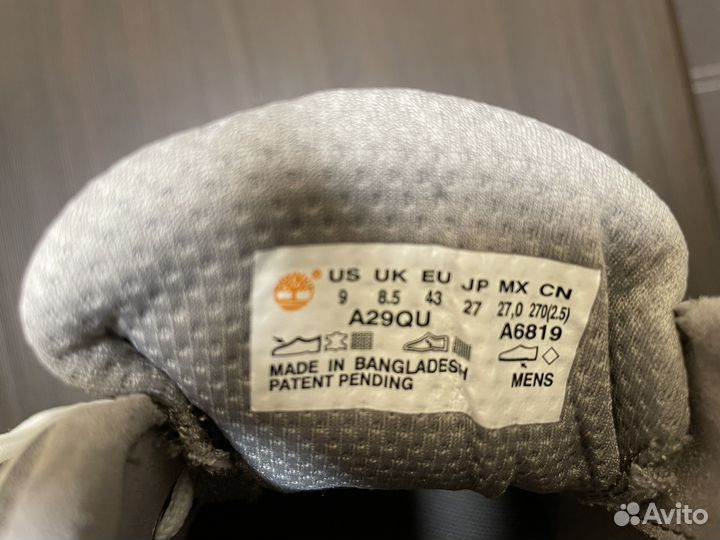 US UK EU JP MX CN
9 8.5 43 27 27,0 270(2.5)
A29QU A6819
MADE IN BANGLADESH
PATENT PENDING MENS
Avito